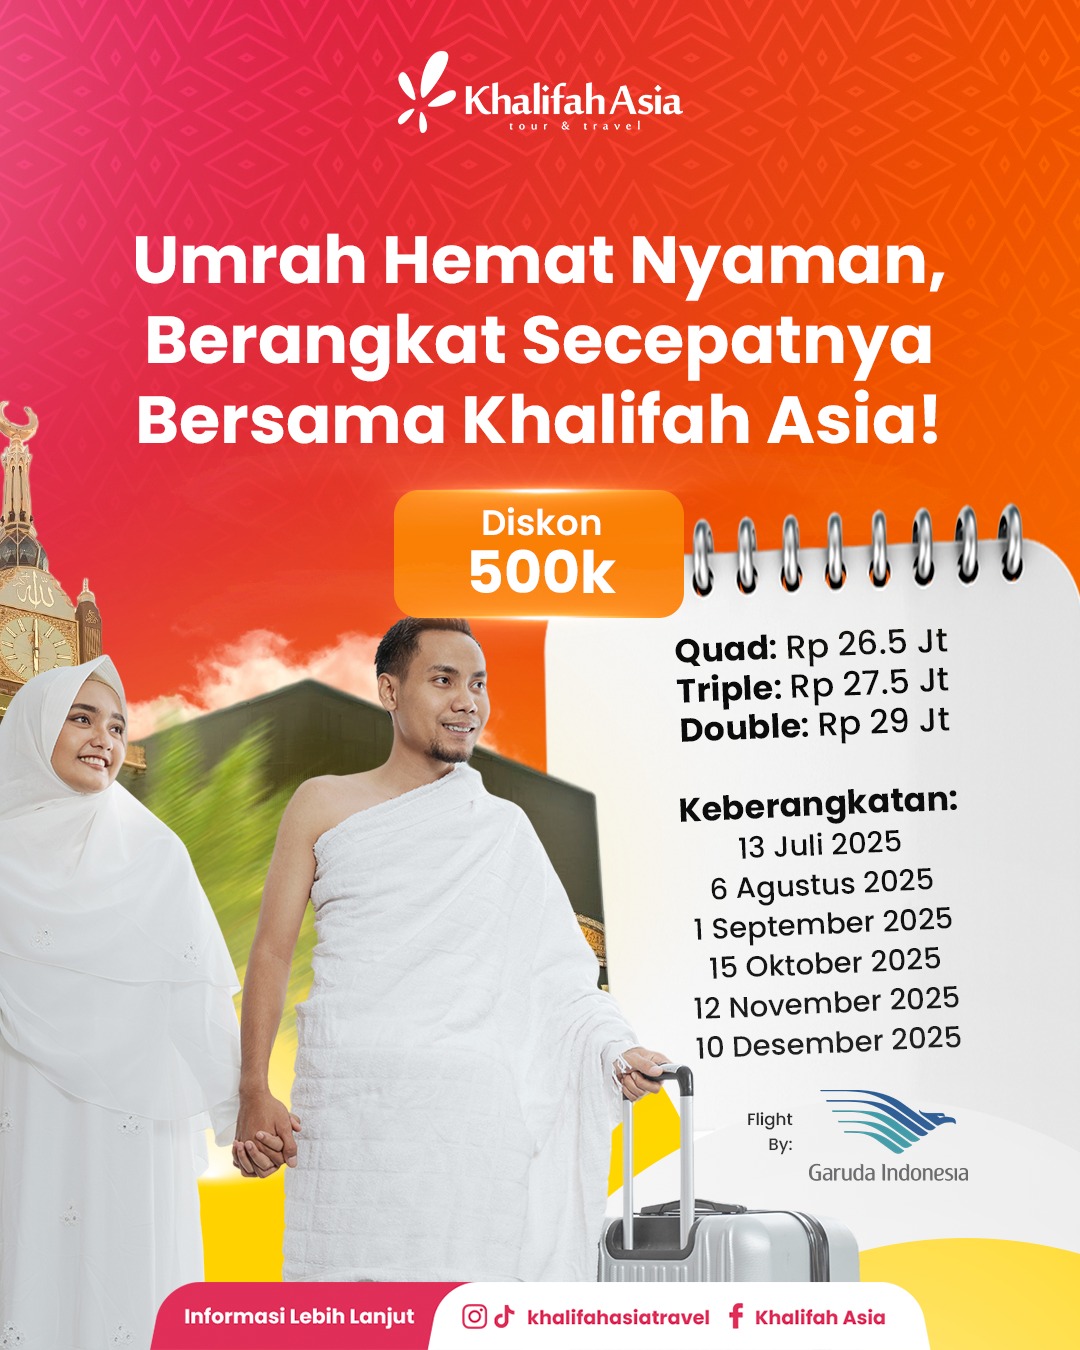 Khalifah Asia
tour & travel
Umrah Hemat Nyaman,
Berangkat Secepatnya
Bersama Khalifah Asia!
Diskon
500k
Quad: Rp 26.5 Jt
Triple: Rp 27.5 Jt
Double: Rp 29 Jt
Keberangkatan:
13 Juli 2025
6 Agustus 2025
1 September 2025
15 Oktober 2025
12 November 2025
10 Desember 2025
Flight
By:
Garuda Indonesia
Informasi Lebih Lanjut
khalifahasiatravel
Khalifah Asia